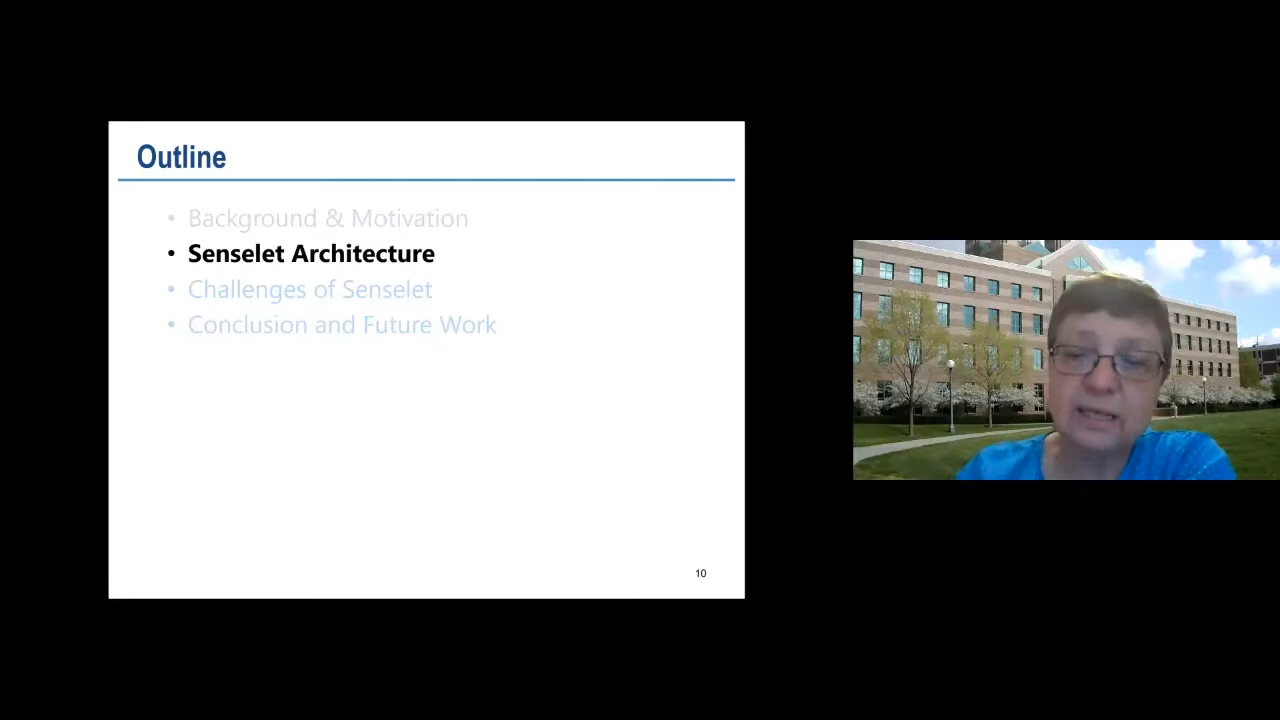 Outline
• Background & Motivation
• Senselet Architecture
• Challenges of Senselet
• Conclusion and Future Work
10